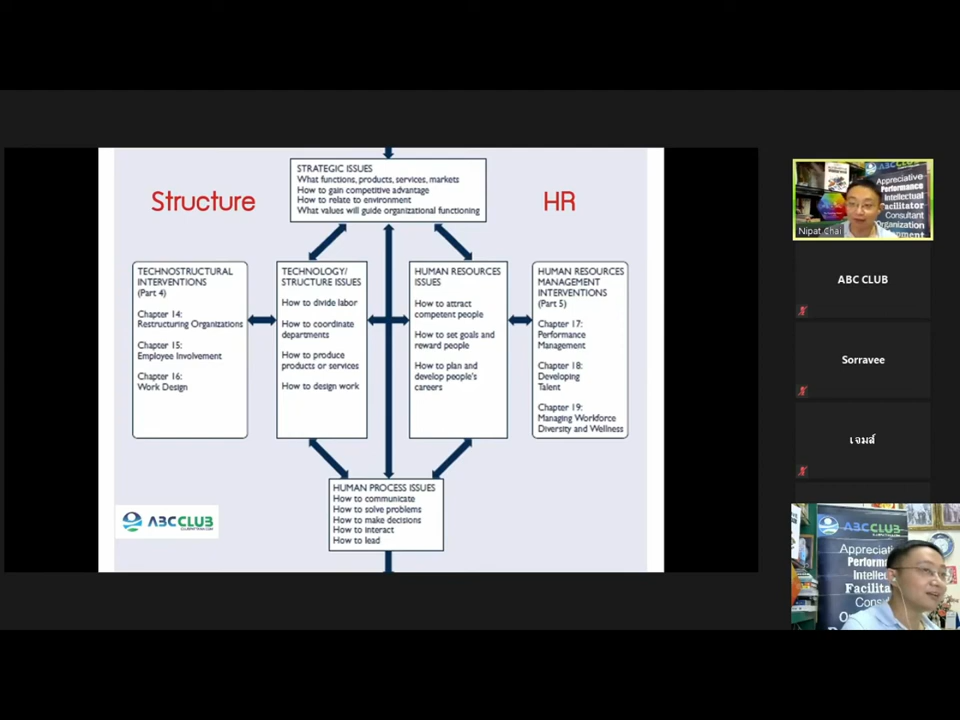 STRATEGIC ISSUES
What functions, products, services, markets
How to gain competitive advantage
How to relate to environment
What values will guide organizational functioning
Structure
HR
TECHNOSTRUCTURAL
INTERVENTIONS
(Part 4)
Chapter 14:
Restructuring Organizations
Chapter 15:
Employee Involvement
Chapter 16:
Work Design
TECHNOLOGY/
STRUCTURE ISSUES
How to divide labor
How to coordinate
departments
How to produce
products or services
How to design work
HUMAN RESOURCES
ISSUES
How to attract
competent people
How to set goals and
reward people
How to plan and
develop people's
careers
HUMAN RESOURCES
MANAGEMENT
INTERVENTIONS
(Part 5)
Chapter 17:
Performance
Management
Chapter 18:
Developing
Talent
Chapter 19:
Managing Workforce
Diversity and Wellness
HUMAN PROCESS ISSUES
How to communicate
How to solve problems
How to make decisions
How to interact
How to lead
ABCCLUB
Appreciative
Performance
Intellectual
Facilitator
Consultant
Organization
Nipat Chai
ABC CLUB
Sorravee
เจมส์
ABCCLUB